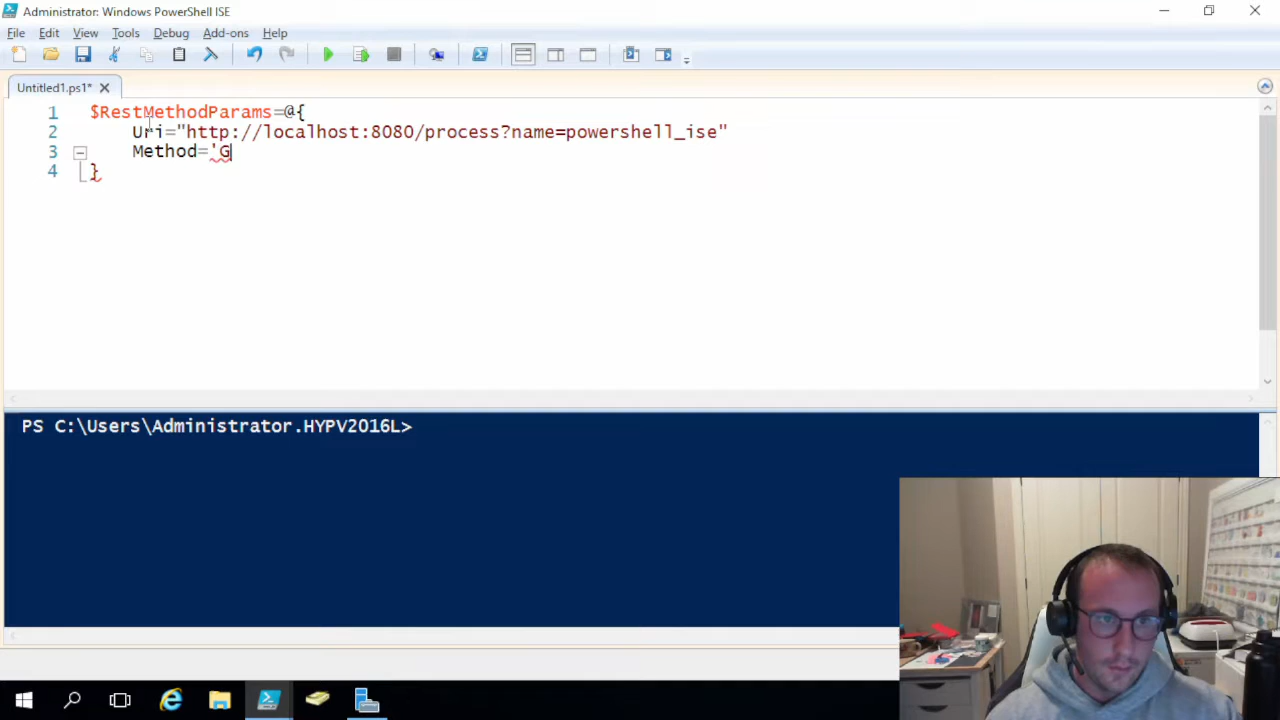 Administrator: Windows PowerShell ISE
File Edit View Tools Debug Add-ons Help
Untitled1.ps1*
1 $RestMethodParams=@{
2 Uri="http://localhost:8080/process?name=powershell_ise"
3 Method='G
4 }
PS C:\Users\Administrator.HYPV2016L>